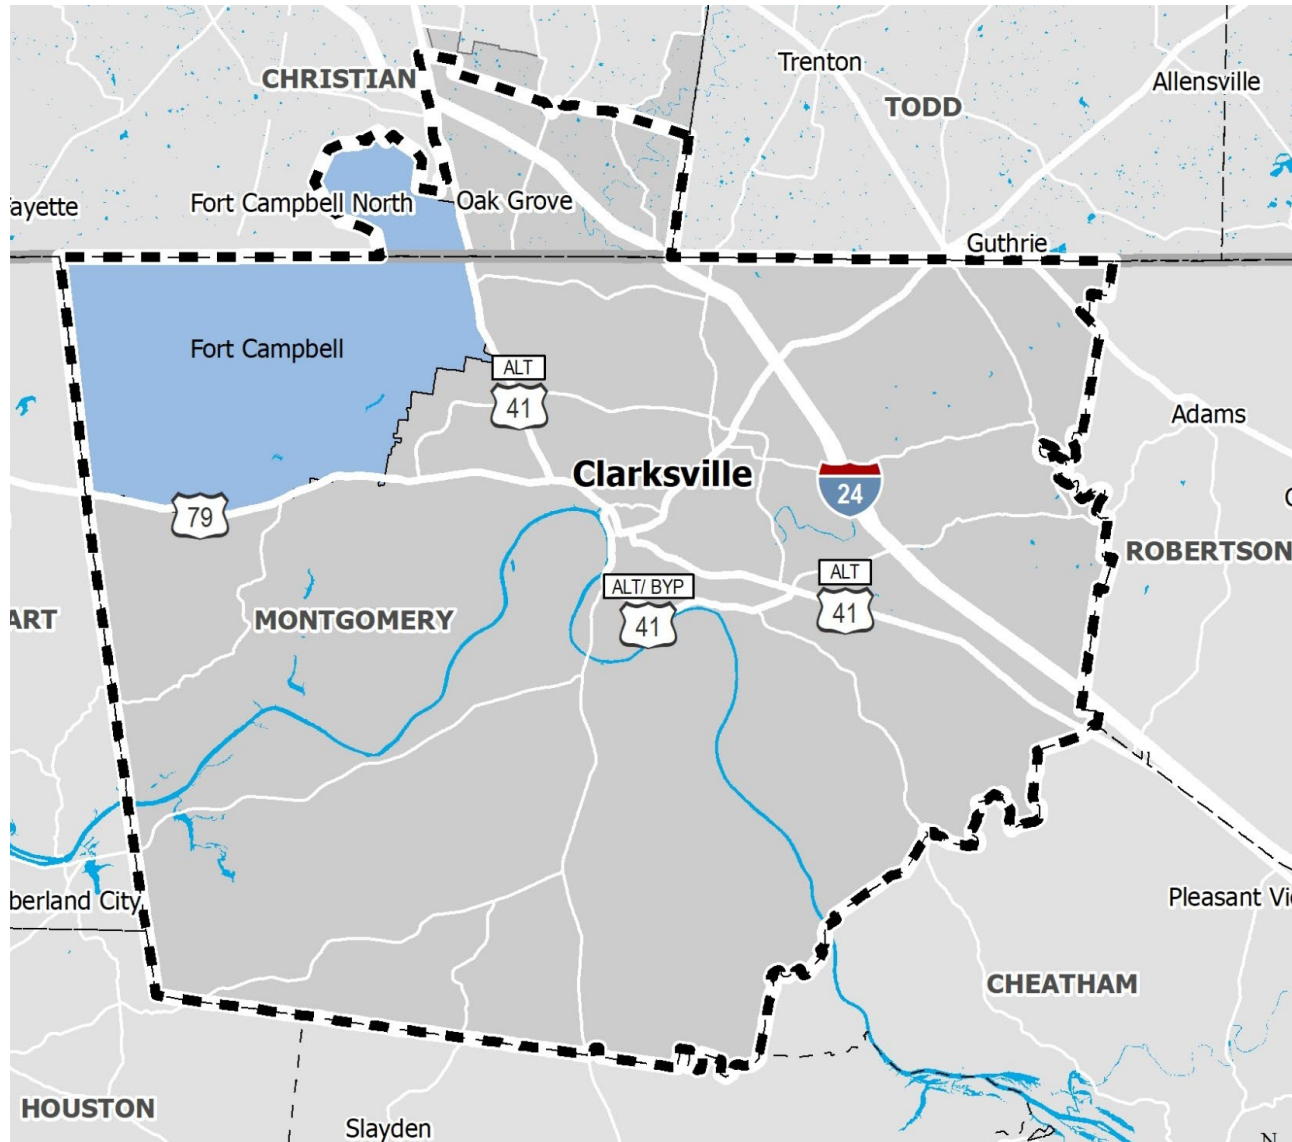 Trenton
CHRISTIAN
Allensville
TODD
fayette
Fort Campbell North
Oak Grove
Guthrie
Fort Campbell
ALT
41
Adams
Clarksville
24
79
ROBERTSON
ALT
ALT/ BYP
41
41
ART
MONTGOMERY
berland City
Pleasant Vi
CHEATHAM
HOUSTON
Slayden
N